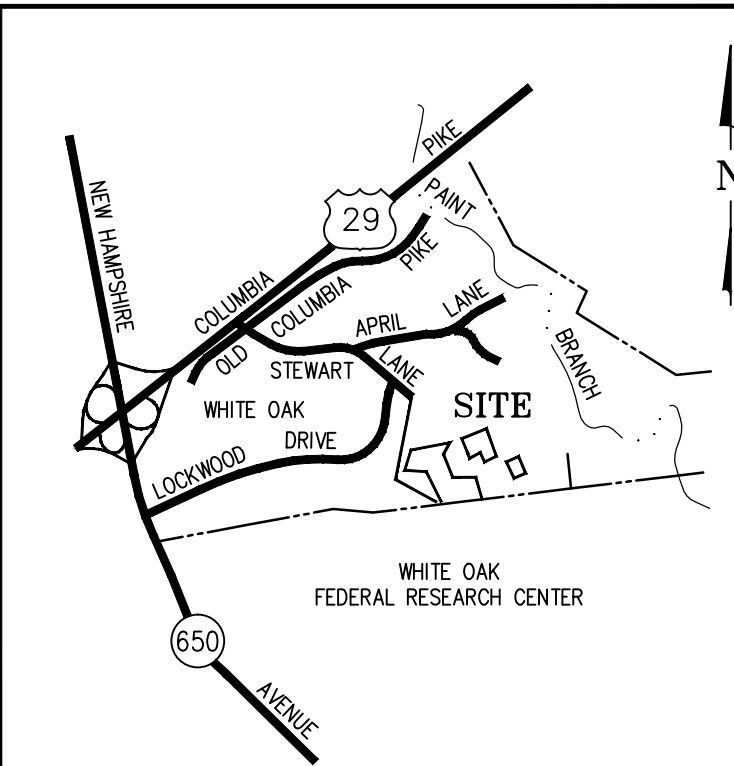 PIKE
N
29
PAINT
NEW HAMPSHIRE
PIKE
COLUMBIA
COLUMBIA
LANE
APRIL
OLD
STEWART
LANE
BRANCH
WHITE OAK
SITE
DRIVE
LOCKWOOD
WHITE OAK
FEDERAL RESEARCH CENTER
650
AVENUE